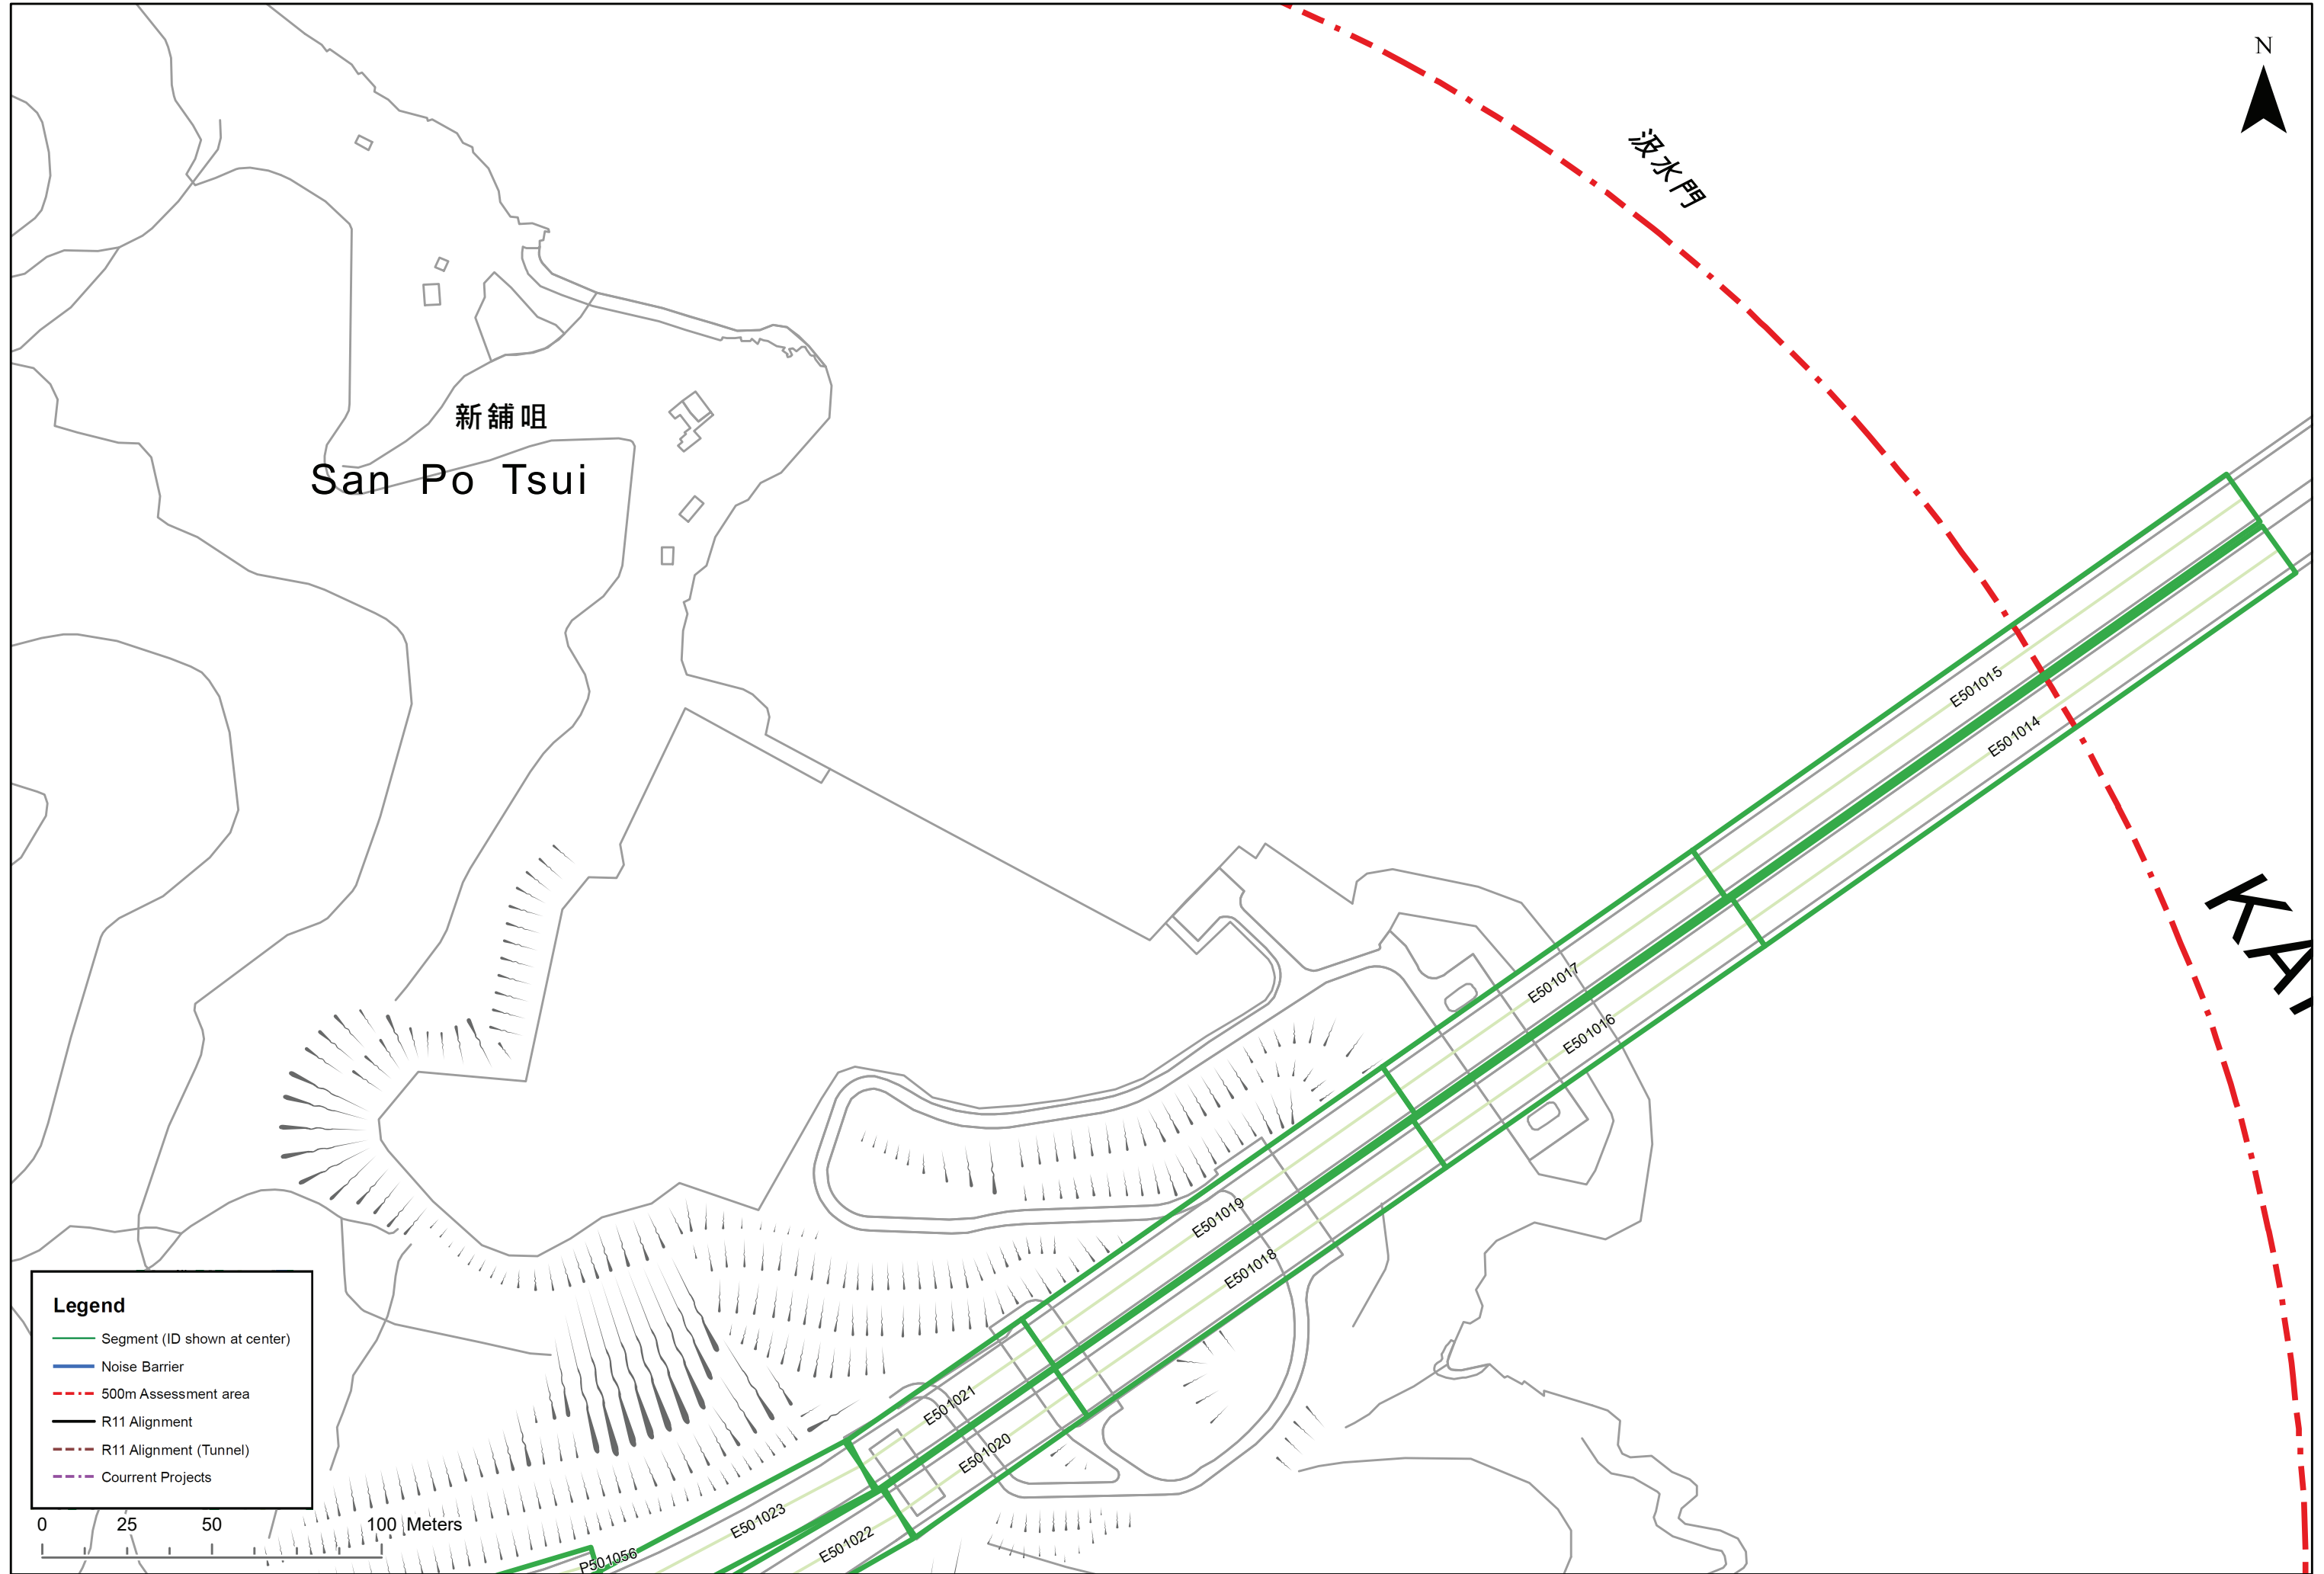 N
汲水門
新舖咀
San Po Tsui
E501015
E501014
KA
E501017
E501016
E501019
E501018
E501021
E501020
E501023
E501022
P501056
Legend
Segment (ID shown at center)
Noise Barrier
500m Assessment area
R11 Alignment
R11 Alignment (Tunnel)
Courrent Projects
0 25 50 100 Meters